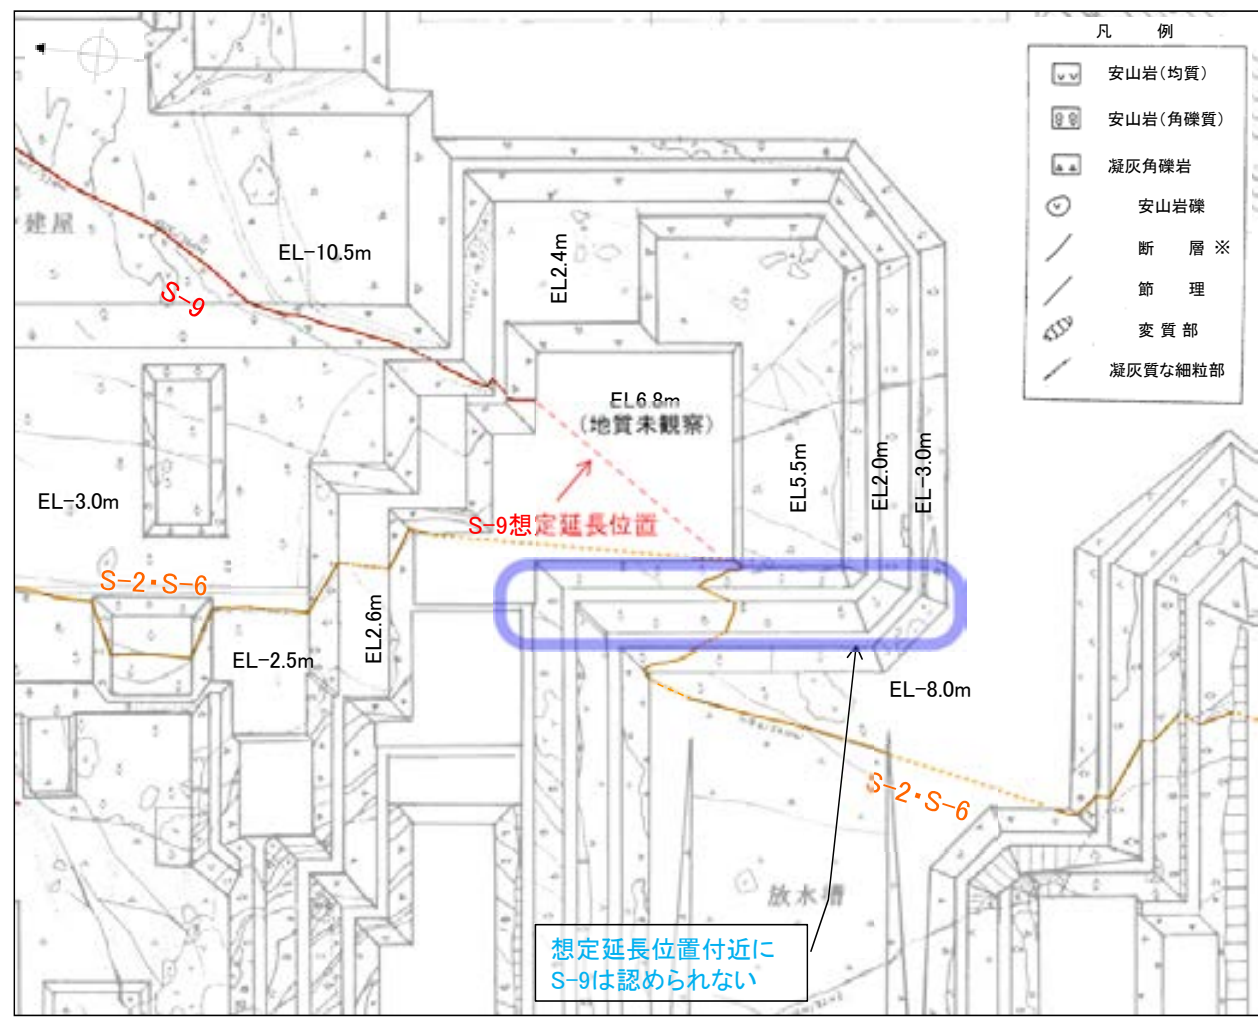 凡 例
安山岩(均質)
安山岩(角礫質)
凝灰角礫岩
安山岩礫
断 層 ※
節 理
変 質 部
凝灰質な細粒部
建屋
EL-10.5m
S-9
EL2.4m
EL6.8m
(地質未観察)
EL5.5m
EL2.0m
EL-3.0m
EL-3.0m
S-9想定延長位置
S-2・S-6
EL2.6m
EL-2.5m
EL-8.0m
S-2・S-6
放水槽
想定延長位置付近に
S-9は認められない